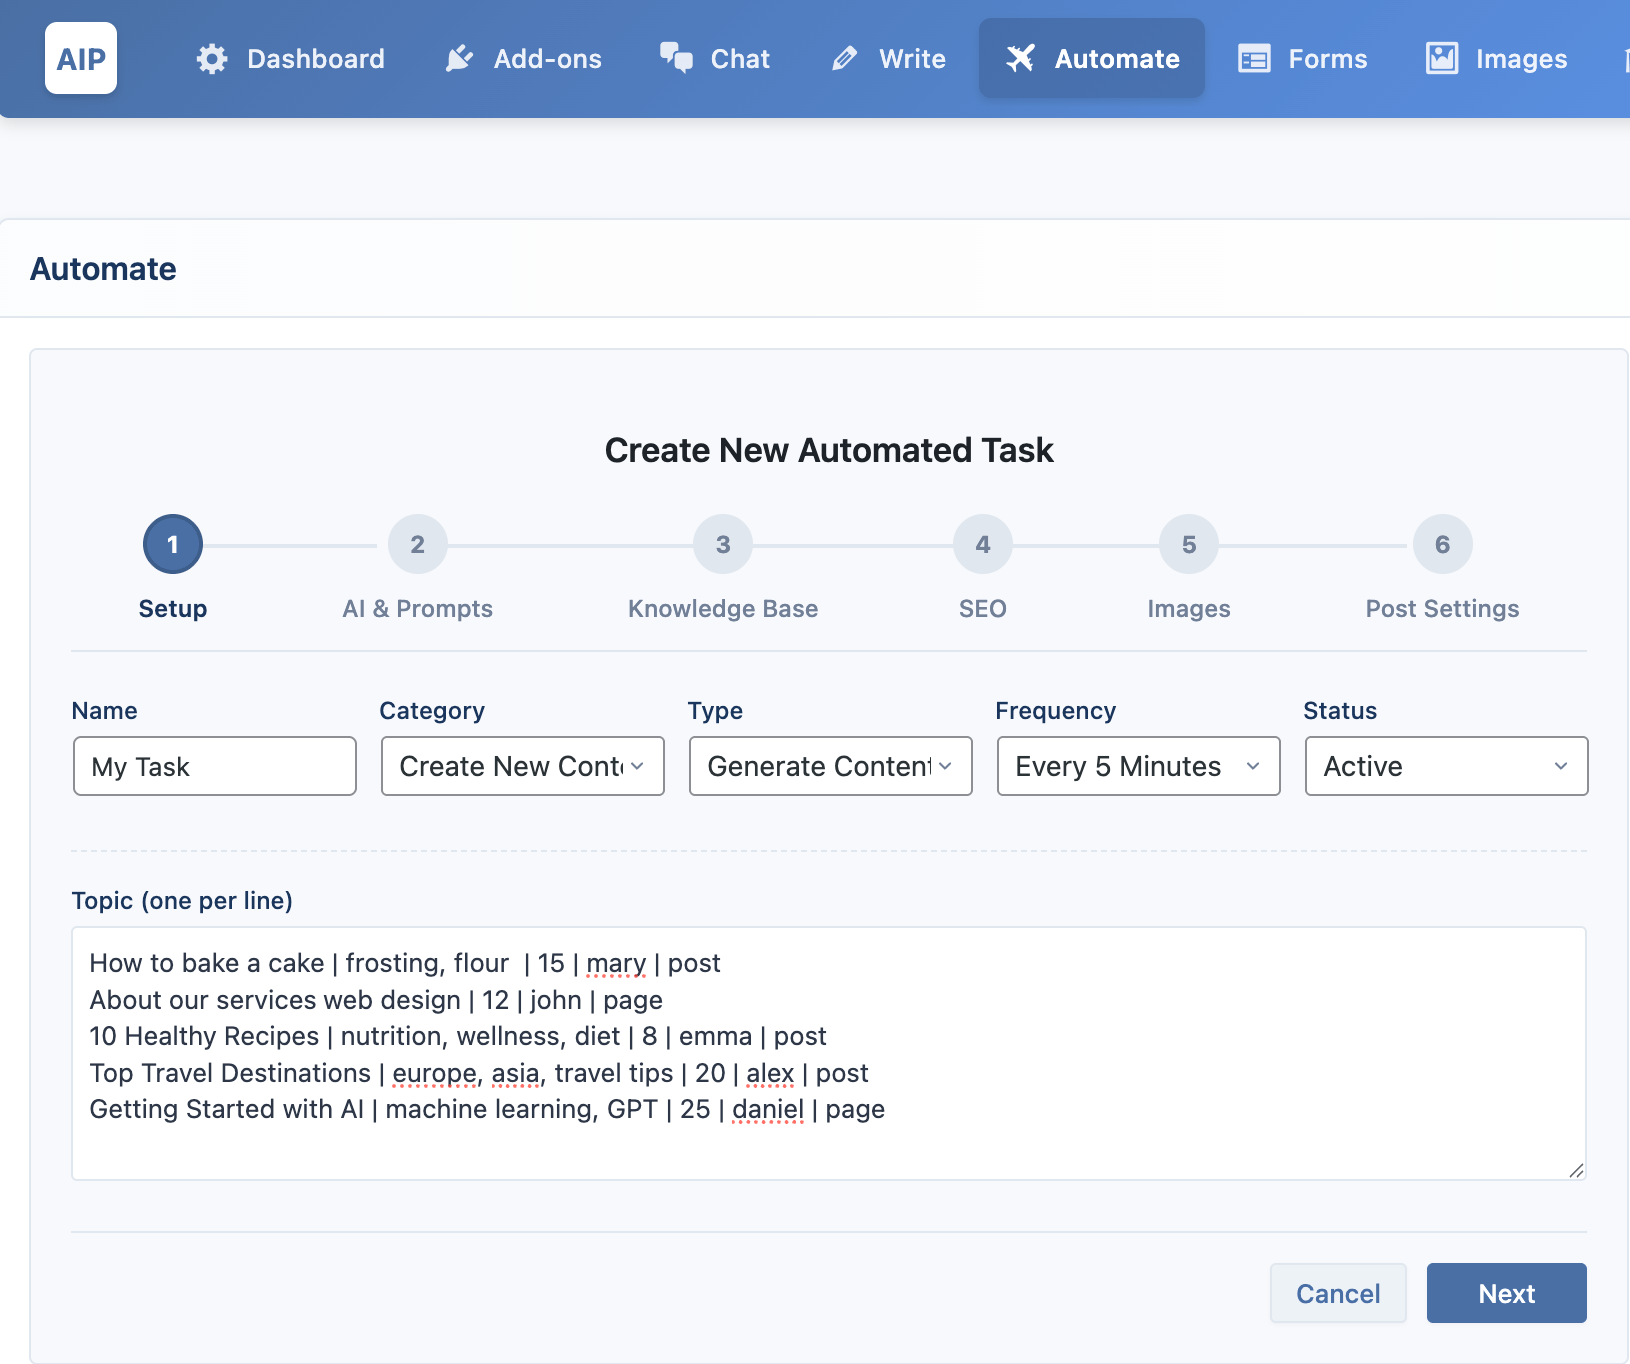 AIP Dashboard Add-ons Chat Write Automate Forms Images
Automate
Create New Automated Task
1 2 3 4 5 6
Setup AI & Prompts Knowledge Base SEO Images Post Settings
Name Category Type Frequency Status
My Task Create New Conte Generate Content Every 5 Minutes Active
Topic (one per line)
How to bake a cake | frosting, flour  | 15 | mary | post
About our services web design | 12 | john | page
10 Healthy Recipes | nutrition, wellness, diet | 8 | emma | post
Top Travel Destinations | europe, asia, travel tips | 20 | alex | post
Getting Started with AI | machine learning, GPT | 25 | daniel | page
Cancel Next